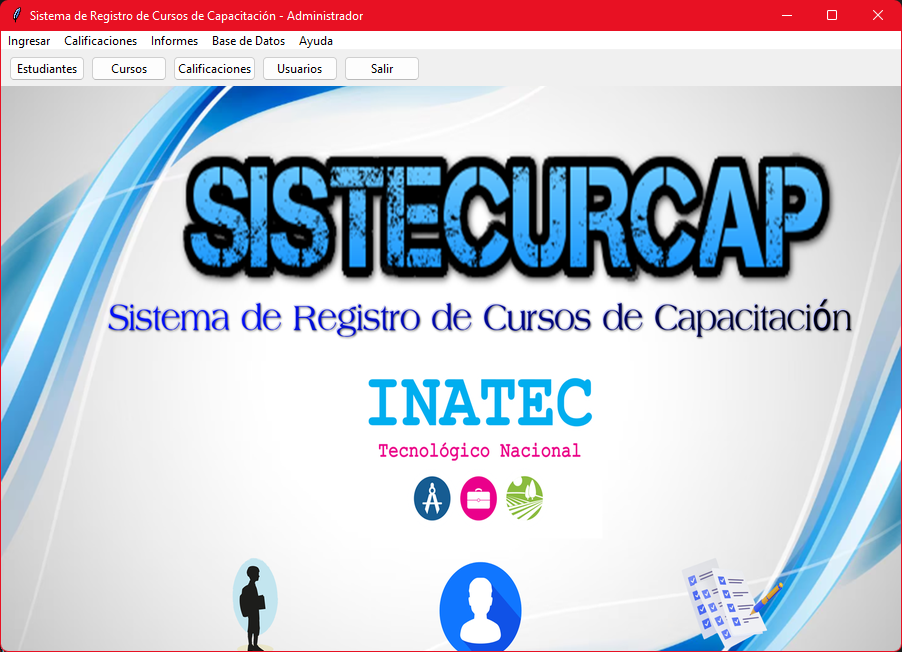 Sistema de Registro de Cursos de Capacitación - Administrador
Ingresar Calificaciones Informes Base de Datos Ayuda
Estudiantes Cursos Calificaciones Usuarios Salir
SISTECURCAP
Sistema de Registro de Cursos de Capacitación
INATEC
Tecnológico Nacional